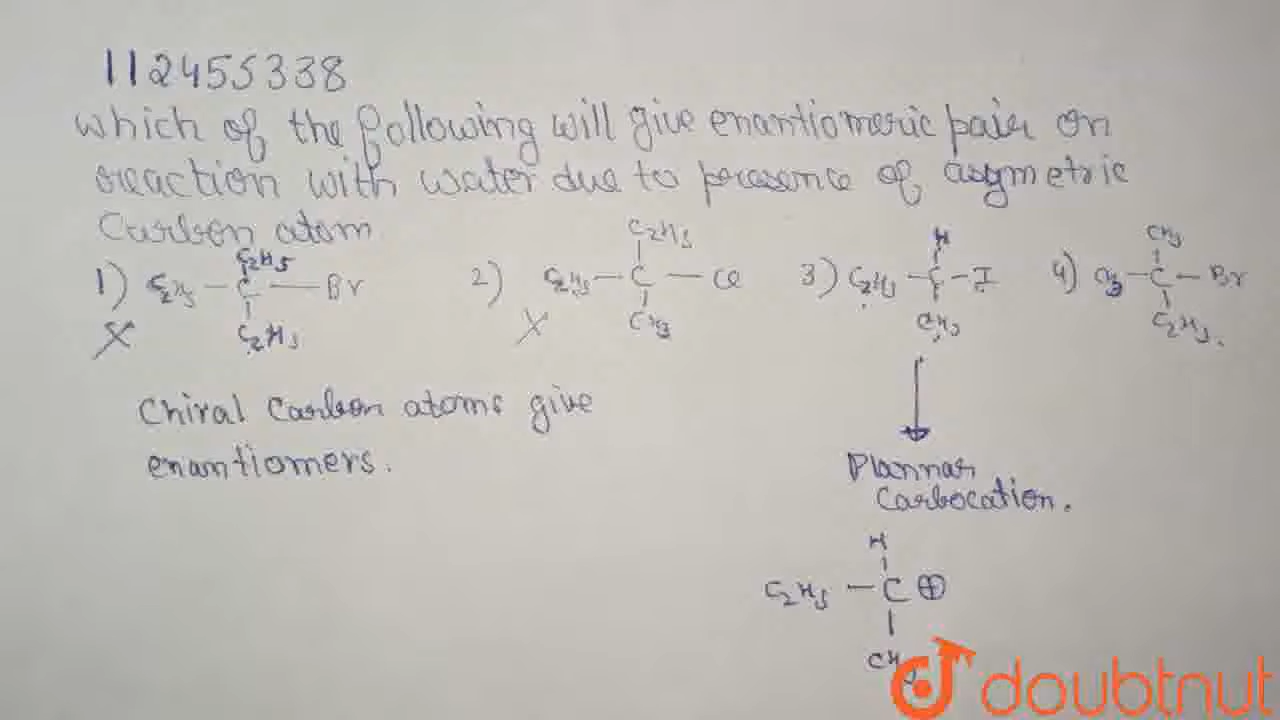 112455338
which of the following will give enantiomeric pair on
reaction with water due to presence of asymetric
Carbon atom
1) C2H5 - C - Br
C2H5
C2H5
X
2) C2H5 - C - Cl
C2H5
CH3
X
3) C2H5 - C - I
H
CH3
4) CH3 - C - Br
CH3
C2H5.
Chiral Carbon atoms give
enantiomers.
Plannar
Carbocation.
H
C2H5 - C ⊕
CH3
doubtnut